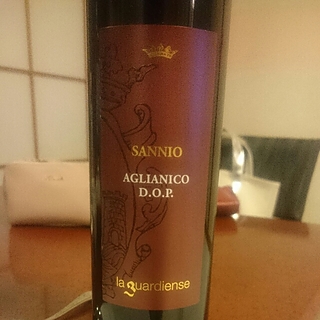 SANNIO
AGLIANICO
D.O.P.
la guardiense